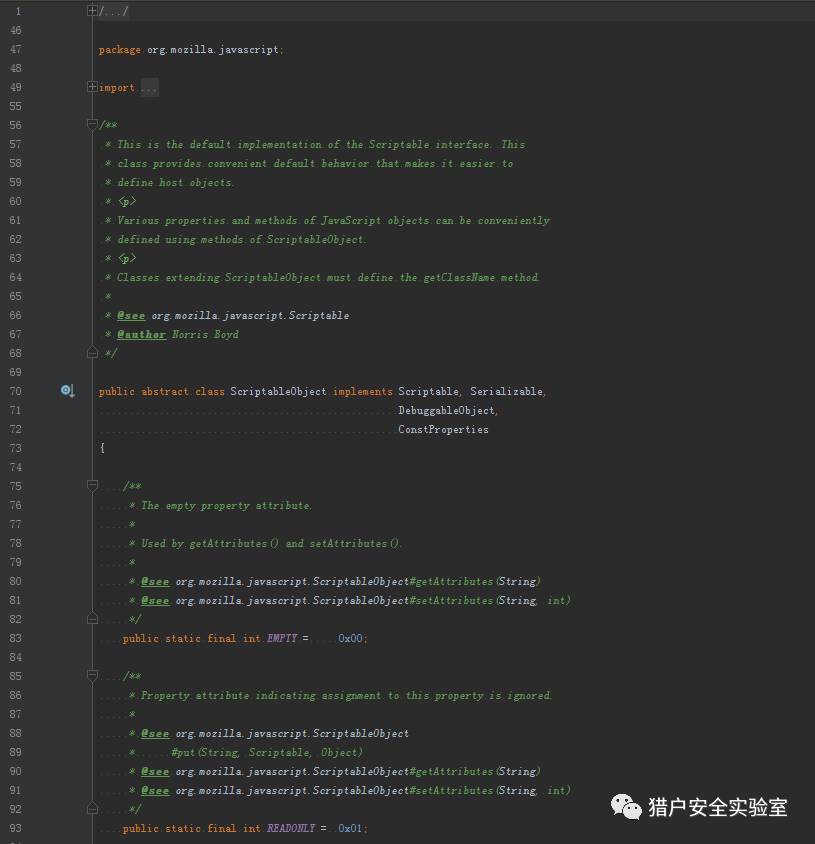 1 /.../
46
47 package org.mozilla.javascript;
48
49 import ...
55
56 /**
57 * This is the default implementation of the Scriptable interface. This
58 * class provides convenient default behavior that makes it easier to
59 * define host objects.
60 * <p>
61 * Various properties and methods of JavaScript objects can be conveniently
62 * defined using methods of ScriptableObject.
63 * <p>
64 * Classes extending ScriptableObject must define the getClassName method.
65 *
66 * @see org.mozilla.javascript.Scriptable
67 * @author Norris Boyd
68 */
69
70 public abstract class ScriptableObject implements Scriptable, Serializable,
71 DebuggableObject,
72 ConstProperties
73 {
74
75 /**
76 * The empty property attribute.
77 *
78 * Used by getAttributes() and setAttributes().
79 *
80 * @see org.mozilla.javascript.ScriptableObject#getAttributes(String)
81 * @see org.mozilla.javascript.ScriptableObject#setAttributes(String, int)
82 */
83 public static final int EMPTY = 0x00;
84
85 /**
86 * Property attribute indicating assignment to this property is ignored.
87 *
88 * @see org.mozilla.javascript.ScriptableObject
89 * #put(String, Scriptable, Object)
90 * @see org.mozilla.javascript.ScriptableObject#getAttributes(String)
91 * @see org.mozilla.javascript.ScriptableObject#setAttributes(String, int)
92 */
93 public static final int READONLY = 0x01;
猎户安全实验室